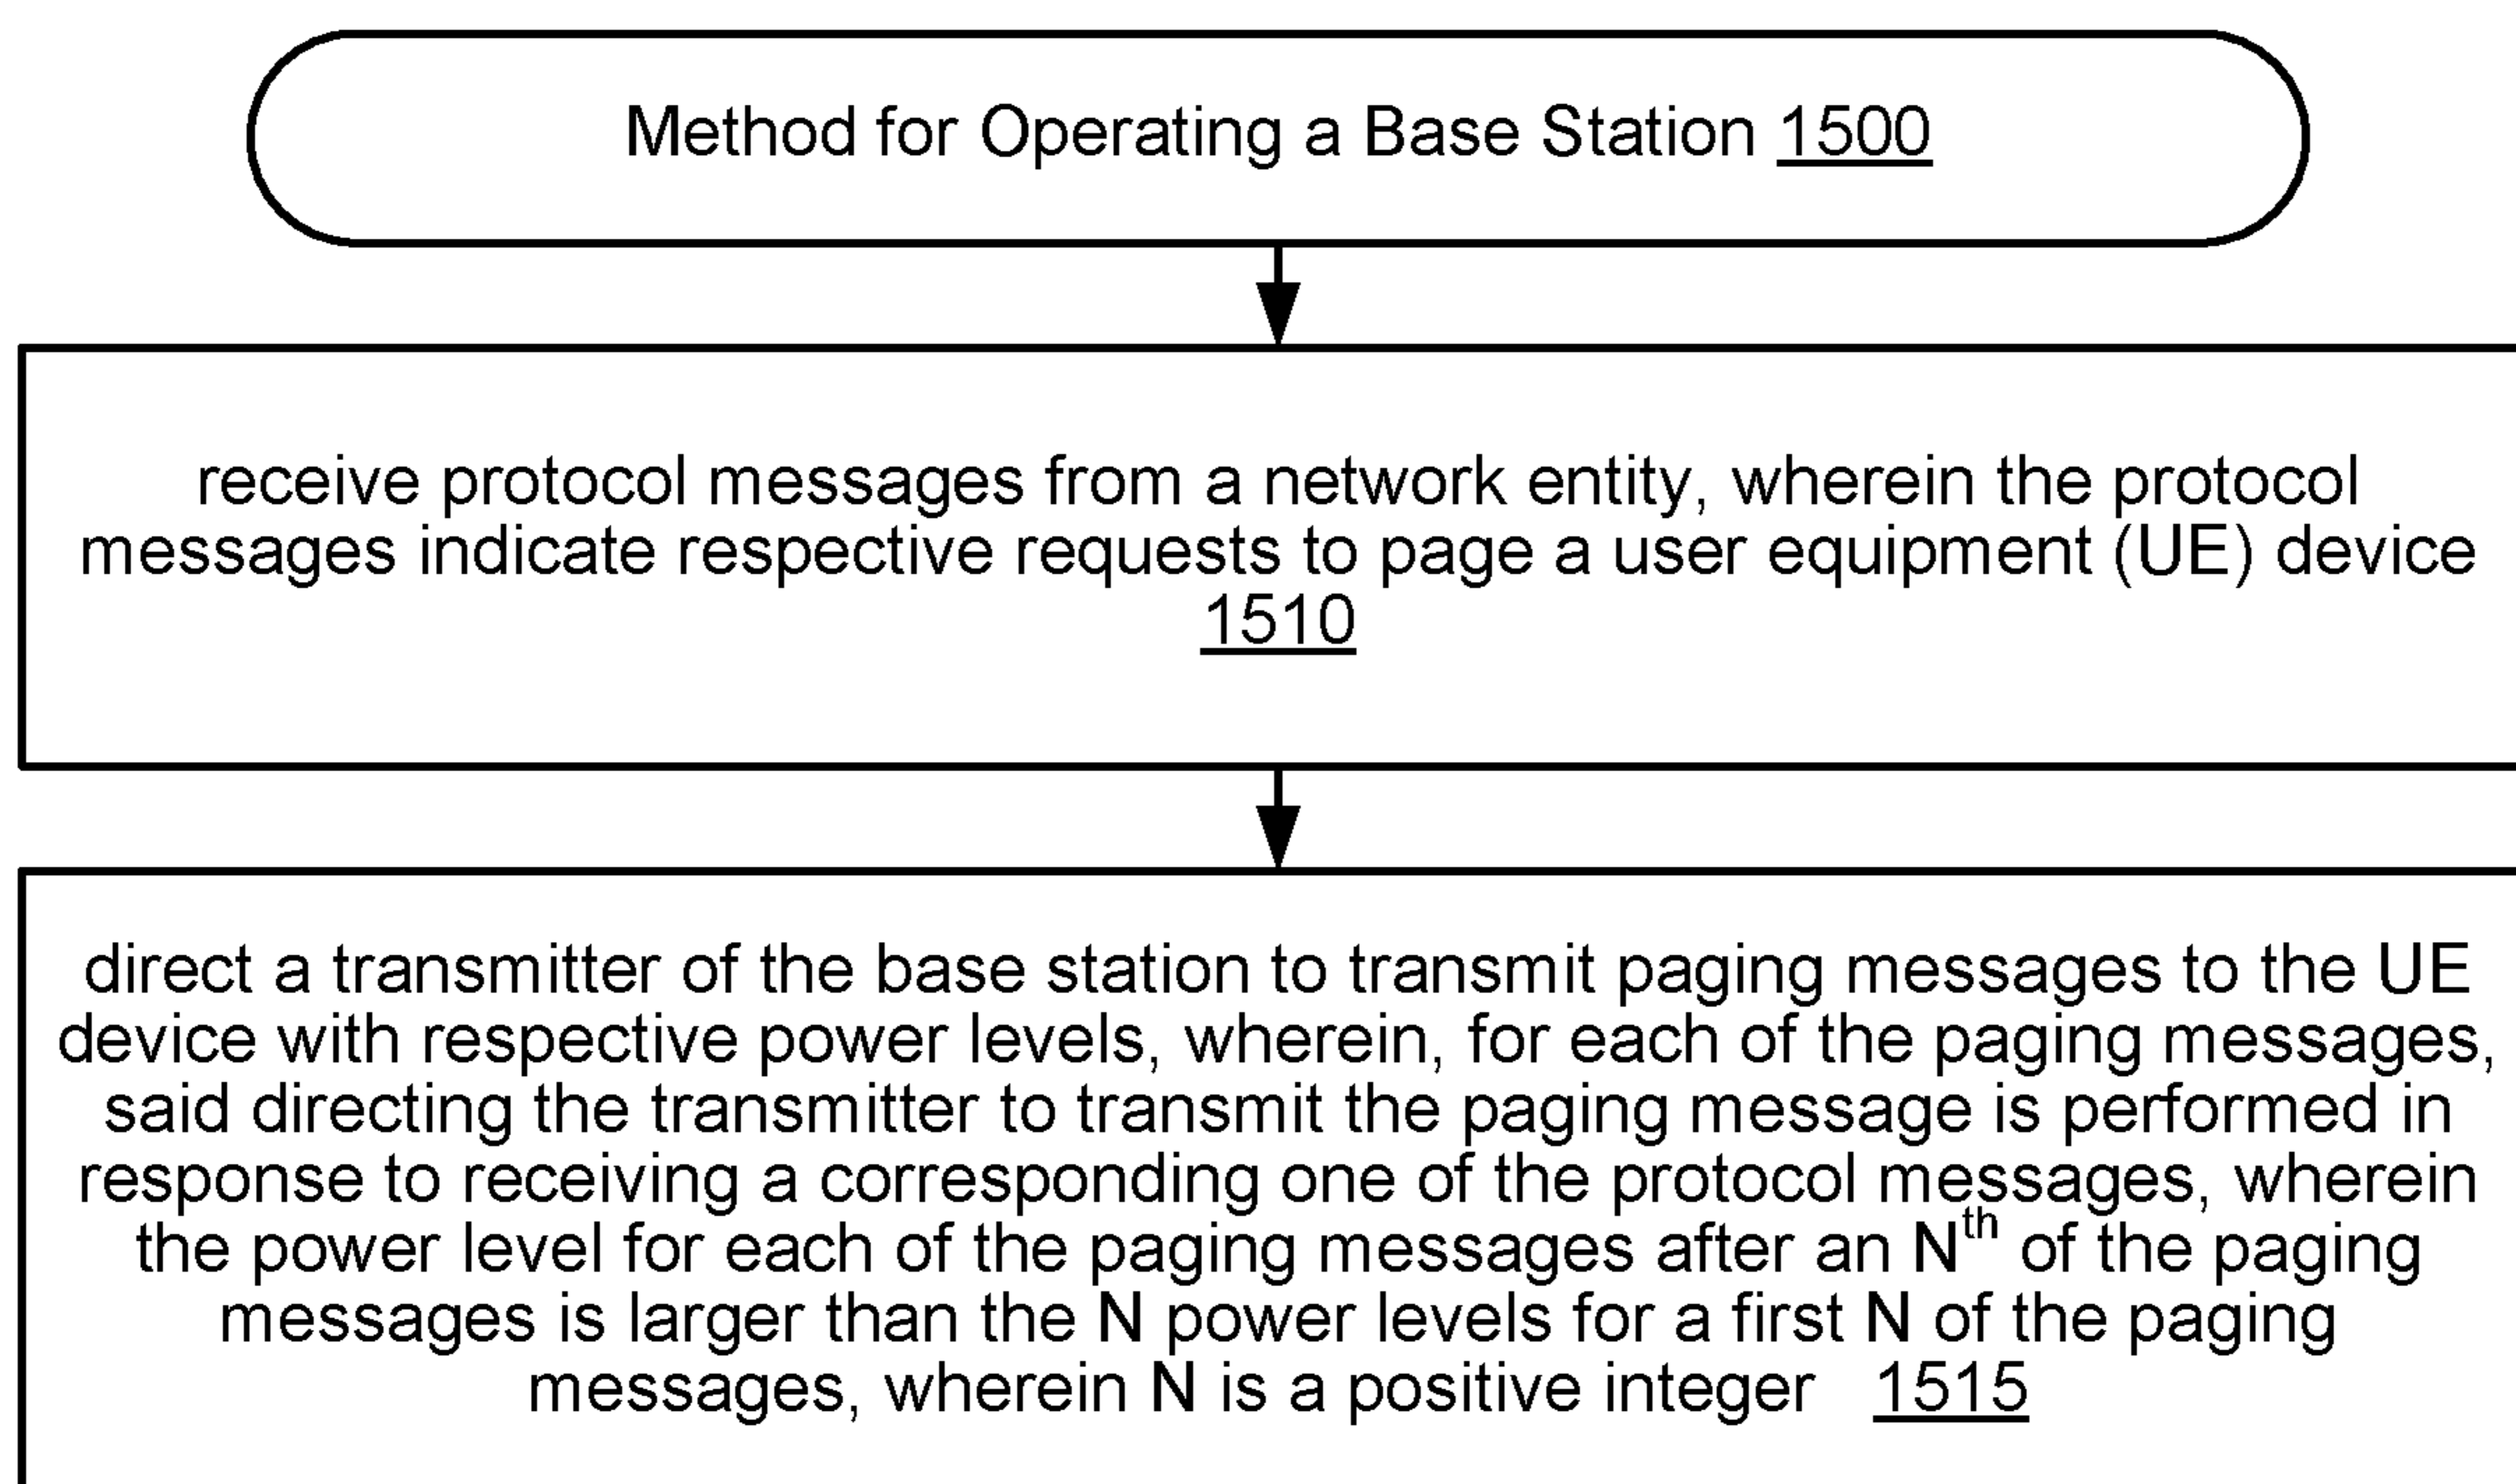 Method for Operating a Base Station 1500
receive protocol messages from a network entity, wherein the protocol
messages indicate respective requests to page a user equipment (UE) device
1510
direct a transmitter of the base station to transmit paging messages to the UE
device with respective power levels, wherein, for each of the paging messages,
said directing the transmitter to transmit the paging message is performed in
response to receiving a corresponding one of the protocol messages, wherein
the power level for each of the paging messages after an Nth of the paging
messages is larger than the N power levels for a first N of the paging
messages, wherein N is a positive integer 1515